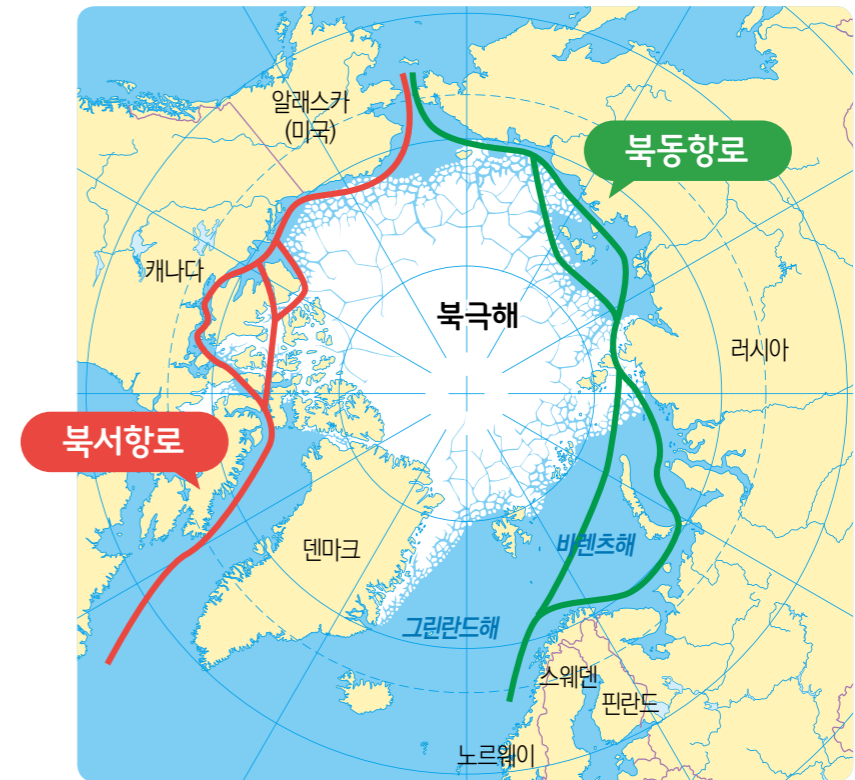 알래스카
(미국)
북동항로
캐나다
북극해
러시아
북서항로
덴마크
바렌츠해
그린란드해
스웨덴
핀란드
노르웨이